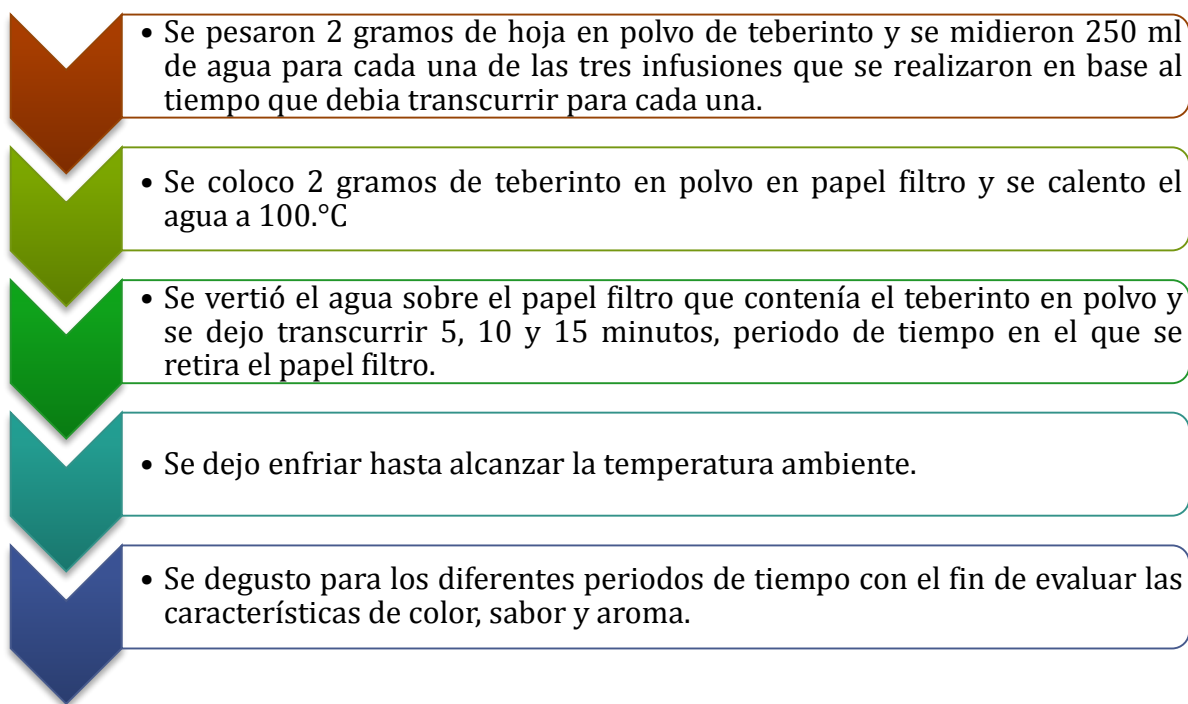 • Se pesaron 2 gramos de hoja en polvo de teberinto y se midieron 250 ml
de agua para cada una de las tres infusiones que se realizaron en base al
tiempo que debia transcurrir para cada una.
• Se coloco 2 gramos de teberinto en polvo en papel filtro y se calento el
agua a 100.°C
• Se vertió el agua sobre el papel filtro que contenía el teberinto en polvo y
se dejo transcurrir 5, 10 y 15 minutos, periodo de tiempo en el que se
retira el papel filtro.
• Se dejo enfriar hasta alcanzar la temperatura ambiente.
• Se degusto para los diferentes periodos de tiempo con el fin de evaluar las
características de color, sabor y aroma.